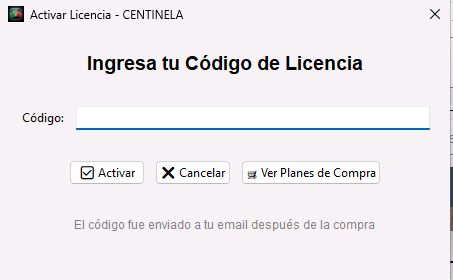 Activar Licencia - CENTINELA
Ingresa tu Código de Licencia
Código:
Activar
Cancelar
Ver Planes de Compra
El código fue enviado a tu email después de la compra